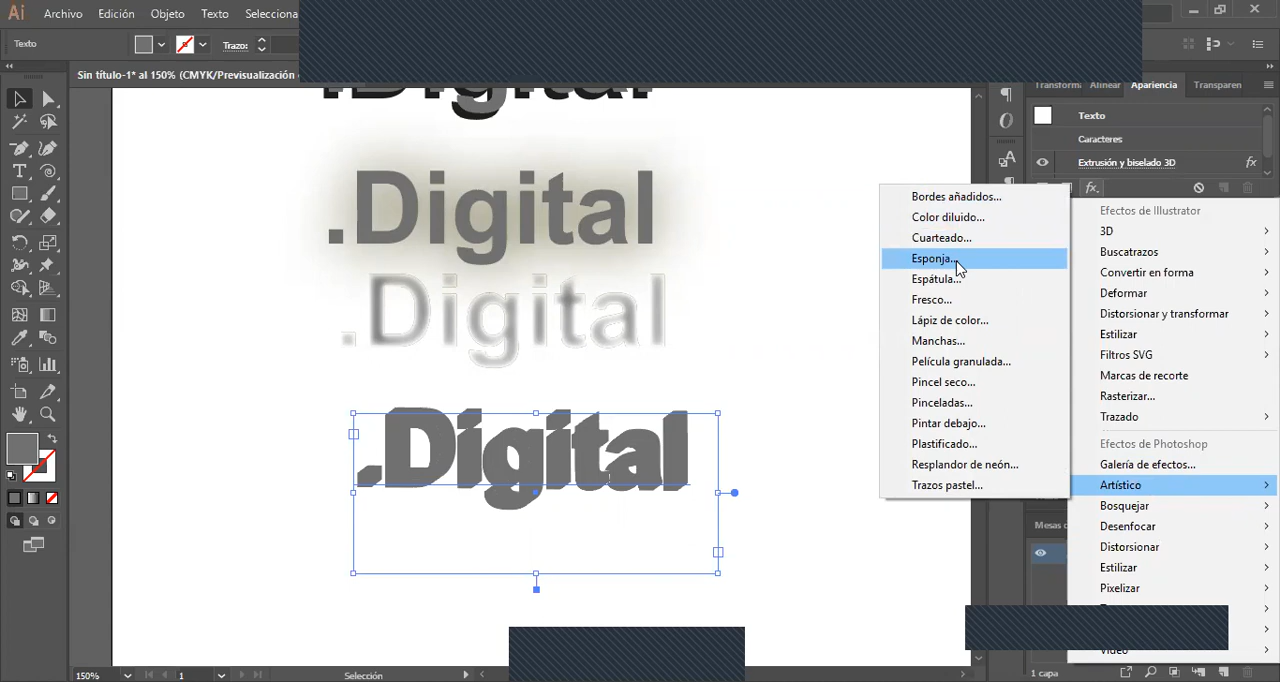 Ai Archivo Edición Objeto Texto Selecciona
Texto Trazo:
Sin título-1* al 150% (CMYK/Previsualización
Transform Alinear Apariencia Transparen
Texto
Caracteres
Extrusión y biselado 3D fx
fx.
.Digital
.Digital
.Digital
.Digital
Bordes añadidos...
Color diluido...
Cuarteado...
Esponja...
Espátula...
Fresco...
Lápiz de color...
Manchas...
Película granulada...
Pincel seco...
Pinceladas...
Pintar debajo...
Plastificado...
Resplandor de neón...
Trazos pastel...
Efectos de Illustrator
3D
Buscatrazos
Convertir en forma
Deformar
Distorsionar y transformar
Estilizar
Filtros SVG
Marcas de recorte
Rasterizar...
Trazado
Efectos de Photoshop
Galería de efectos...
Artístico
Bosquejar
Desenfocar
Distorsionar
Estilizar
Pixelizar
Vídeo
Mesas
150% 1 Selección
1 capa